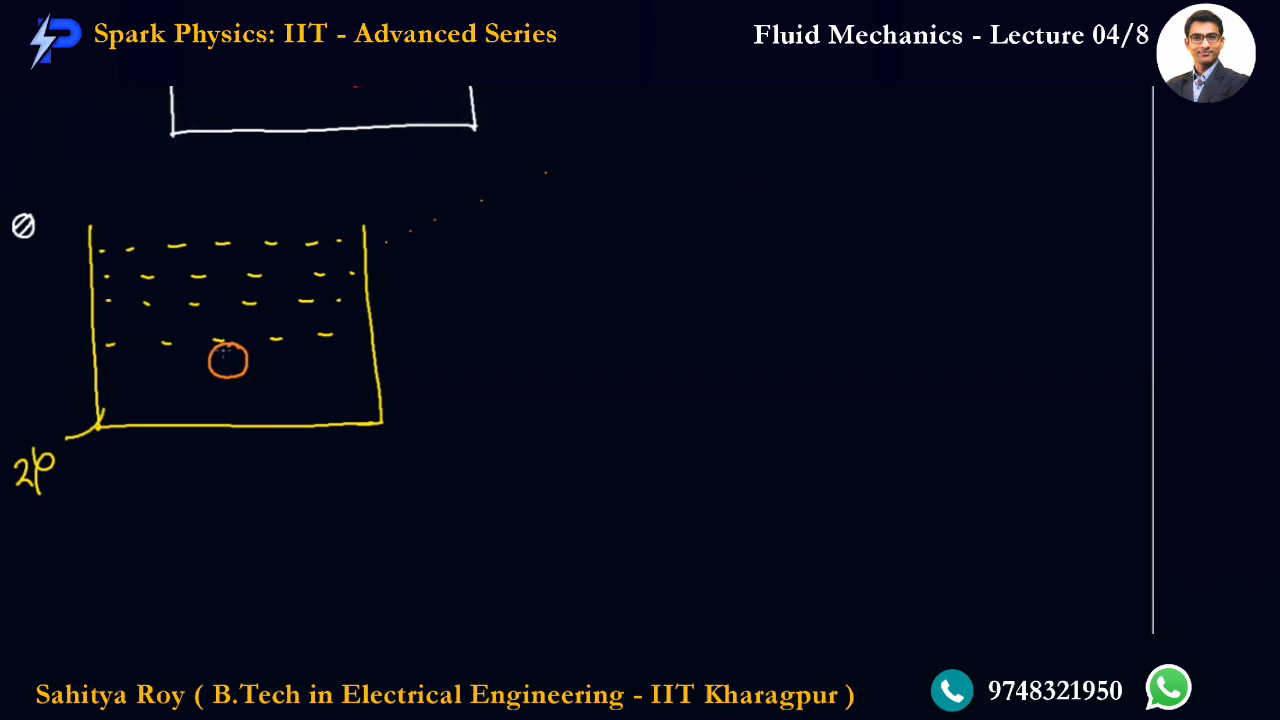 Spark Physics: IIT - Advanced Series
Fluid Mechanics - Lecture 04/8
2ρ
Sahitya Roy ( B.Tech in Electrical Engineering - IIT Kharagpur )
9748321950